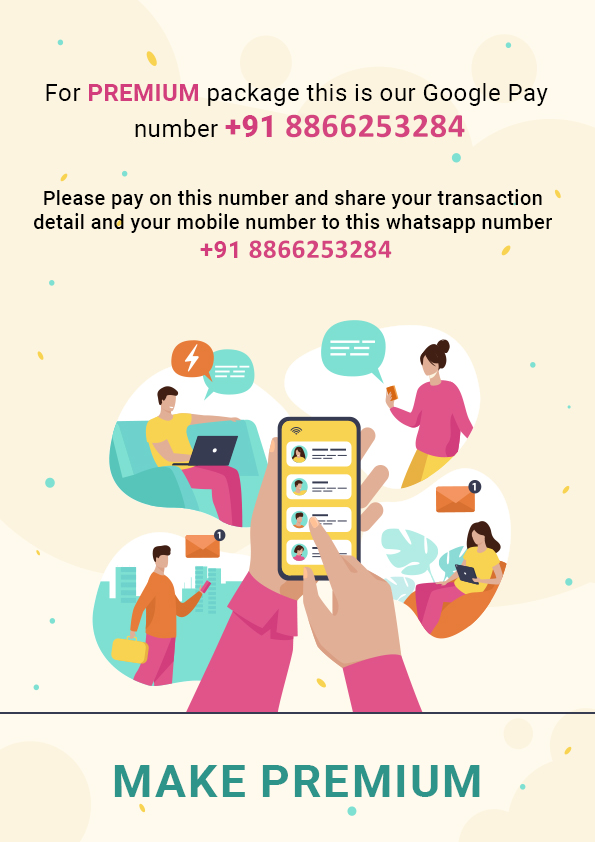 For PREMIUM package this is our Google Pay
number +91 8866253284
Please pay on this number and share your transaction
detail and your mobile number to this whatsapp number
+91 8866253284
1
1
MAKE PREMIUM